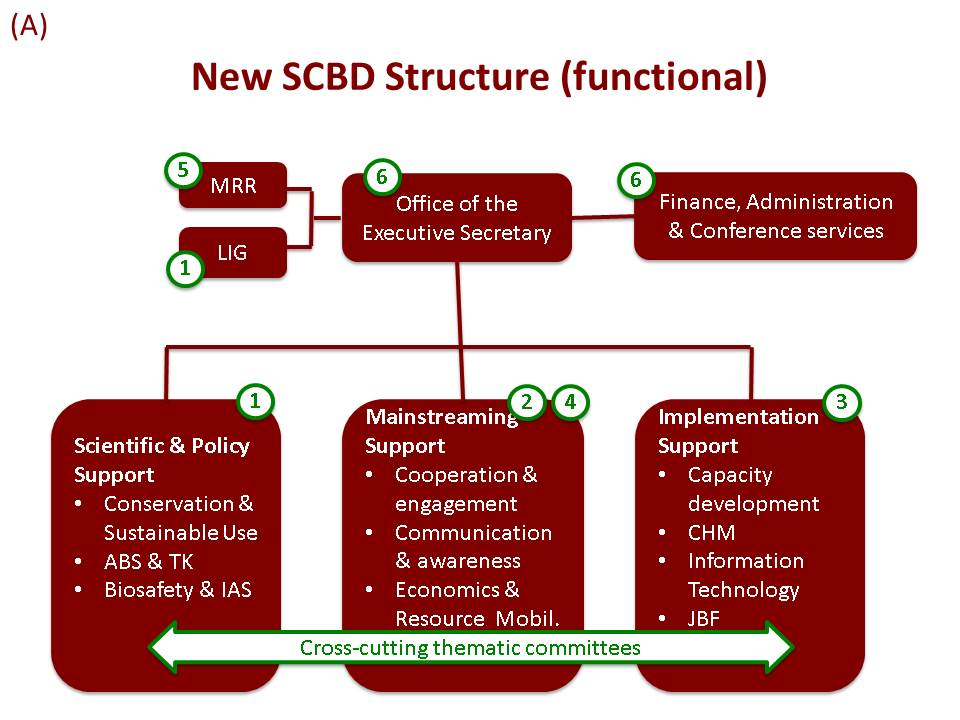 (A)
New SCBD Structure (functional)
5
MRR
6
Office of the
Executive Secretary
6
Finance, Administration
& Conference services
LIG
1
1
Scientific & Policy
Support
• Conservation &
Sustainable Use
• ABS & TK
• Biosafety & IAS
2
4
Mainstreaming
Support
• Cooperation &
engagement
• Communication
& awareness
• Economics &
Resource Mobil.
3
Implementation
Support
• Capacity
development
• CHM
• Information
Technology
• JBF
Cross-cutting thematic committees